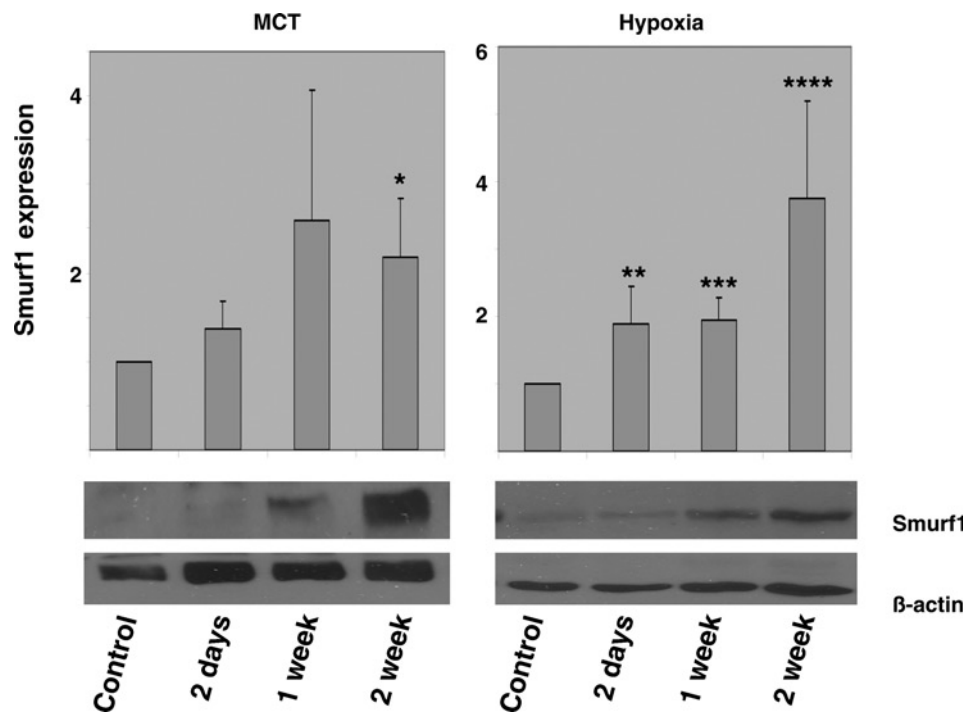 MCT
Hypoxia
Smurf1 expression
4
2
*
6
4
2
**
***
****
Smurf1
ß-actin
Control
2 days
1 week
2 week
Control
2 days
1 week
2 week